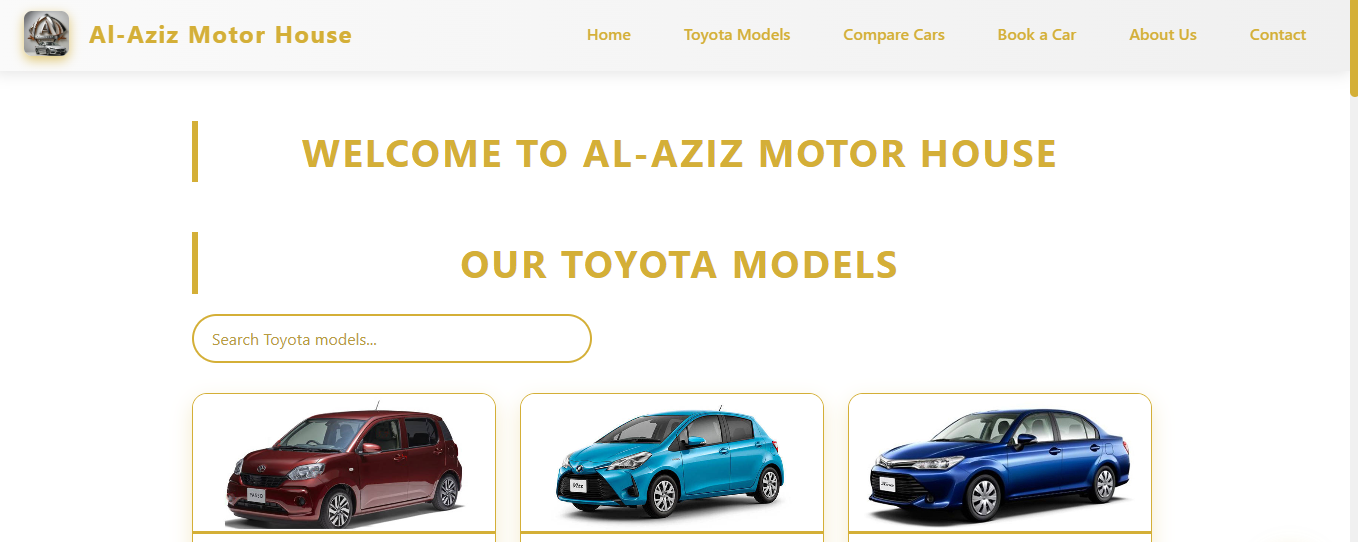 Al-Aziz Motor House
Home
Toyota Models
Compare Cars
Book a Car
About Us
Contact
WELCOME TO AL-AZIZ MOTOR HOUSE
OUR TOYOTA MODELS
Search Toyota models...
Vitz